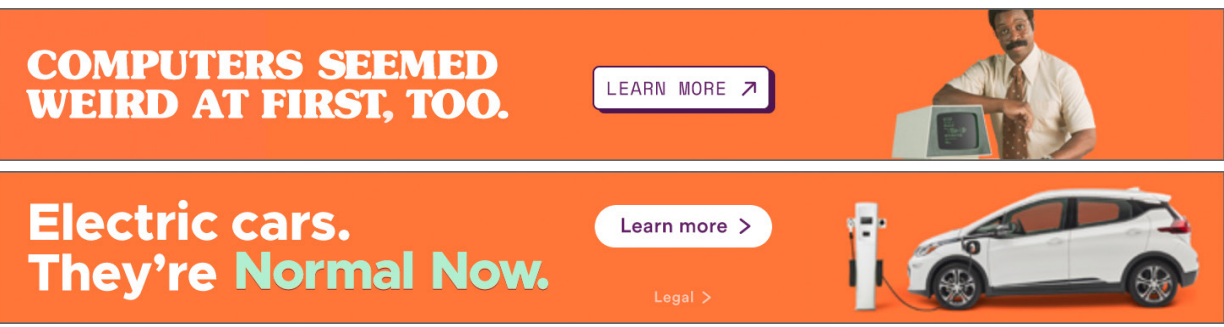 COMPUTERS SEEMED
WEIRD AT FIRST, TOO.
LEARN MORE
Electric cars.
They’re Normal Now.
Learn more >
Legal >